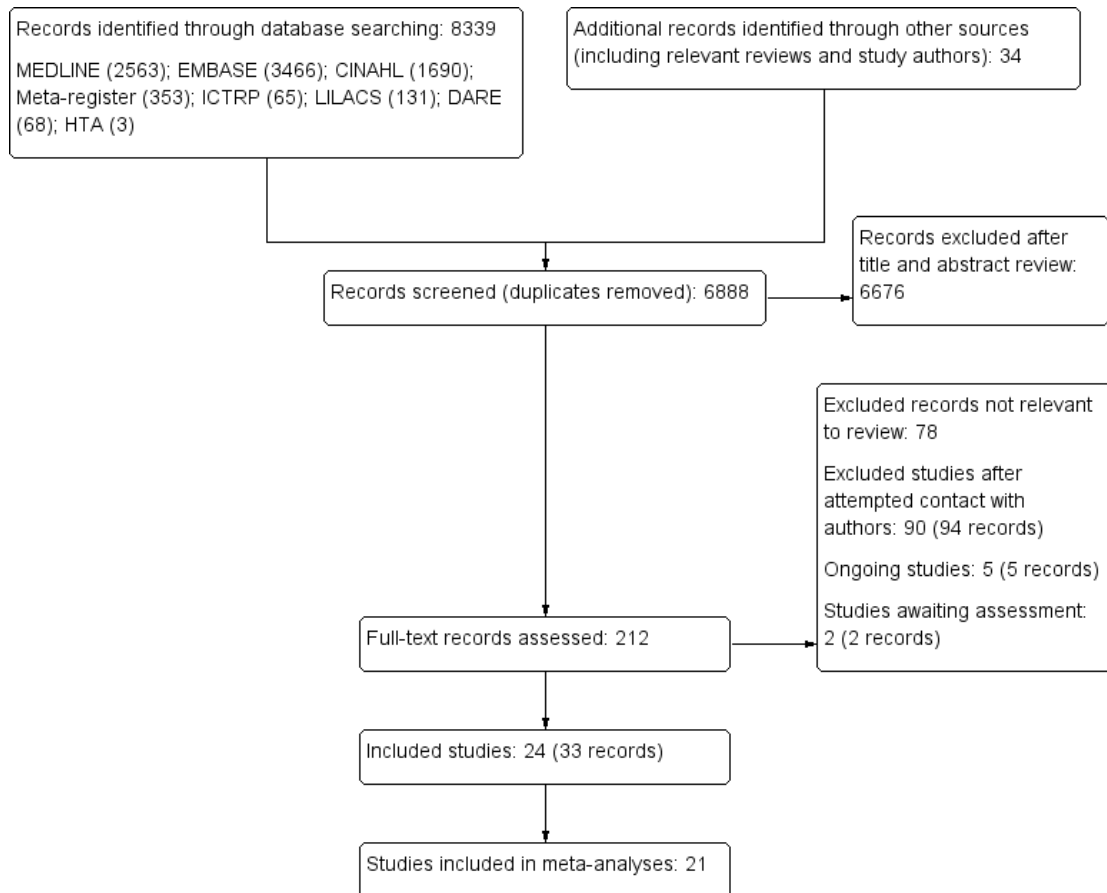 Records identified through database searching: 8339
MEDLINE (2563); EMBASE (3466); CINAHL (1690);
Meta-register (353); ICTRP (65); LILACS (131); DARE
(68); HTA (3)
Additional records identified through other sources
(including relevant reviews and study authors): 34
Records screened (duplicates removed): 6888
Records excluded after
title and abstract review:
6676
Excluded records not relevant
to review: 78
Excluded studies after
attempted contact with
authors: 90 (94 records)
Ongoing studies: 5 (5 records)
Studies awaiting assessment:
2 (2 records)
Full-text records assessed: 212
Included studies: 24 (33 records)
Studies included in meta-analyses: 21